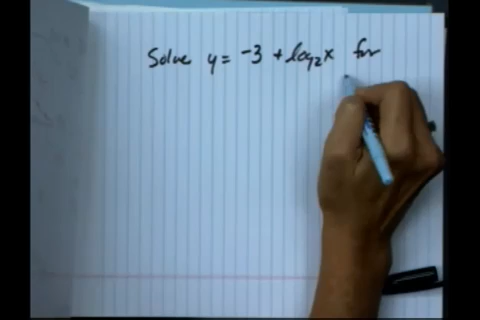 Solve y = -3 + log₂x for